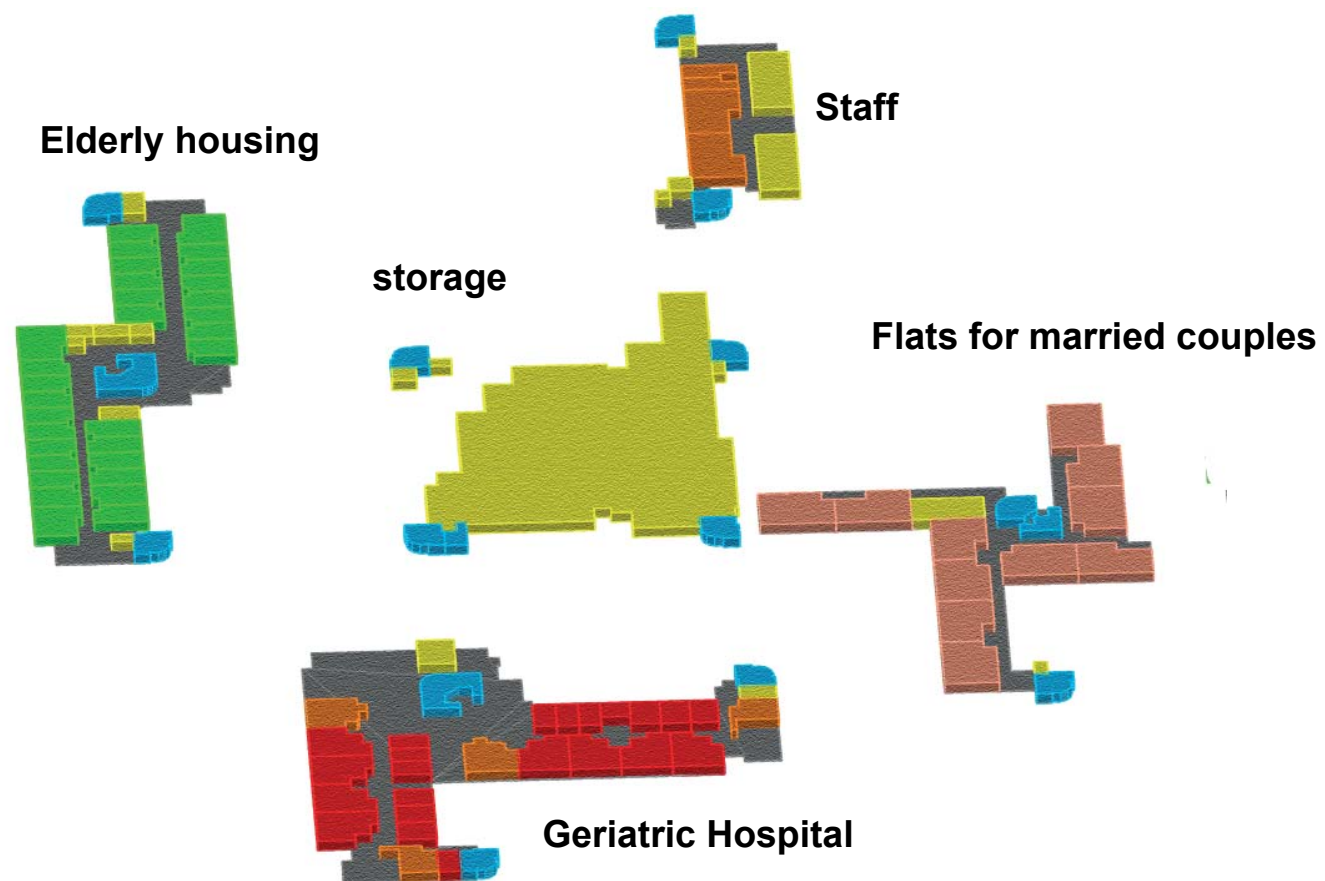 Staff
Elderly housing
storage
Flats for married couples
Geriatric Hospital